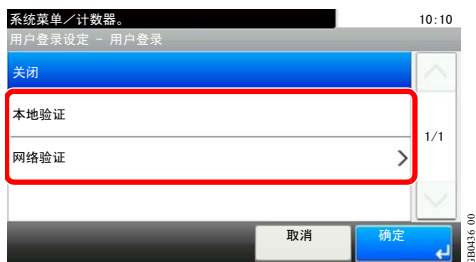 系统菜单／计数器。 10:10
用户登录设定 - 用户登录
关闭
本地验证
1/1
网络验证
取消 确定
GB0436_00